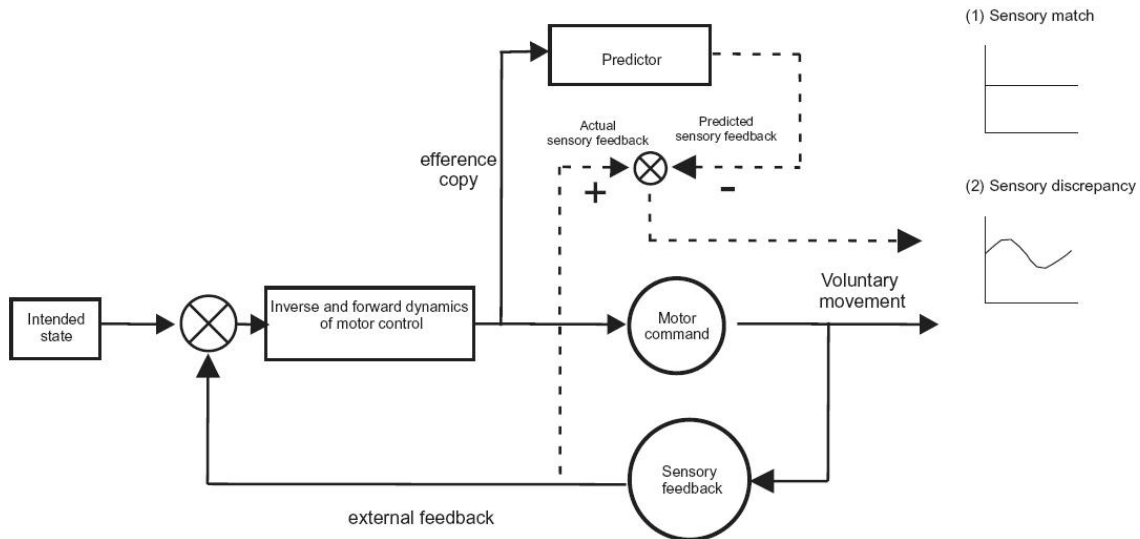 (1) Sensory match
Predictor
Actual
sensory feedback
Predicted
sensory feedback
efference
copy
+
-
(2) Sensory discrepancy
Voluntary
movement
Intended
state
Inverse and forward dynamics
of motor control
Motor
command
Sensory
feedback
external feedback